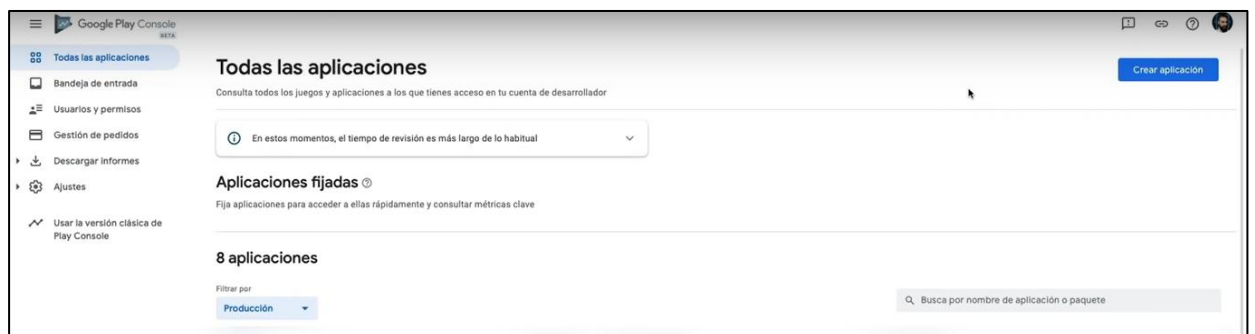 Google Play Console
BETA
Todas las aplicaciones
Bandeja de entrada
Usuarios y permisos
Gestión de pedidos
Descargar informes
Ajustes
Usar la versión clásica de
Play Console
Todas las aplicaciones
Crear aplicación
Consulta todos los juegos y aplicaciones a los que tienes acceso en tu cuenta de desarrollador
En estos momentos, el tiempo de revisión es más largo de lo habitual
Aplicaciones fijadas
Fija aplicaciones para acceder a ellas rápidamente y consultar métricas clave
8 aplicaciones
Filtrar por
Producción
Busca por nombre de aplicación o paquete